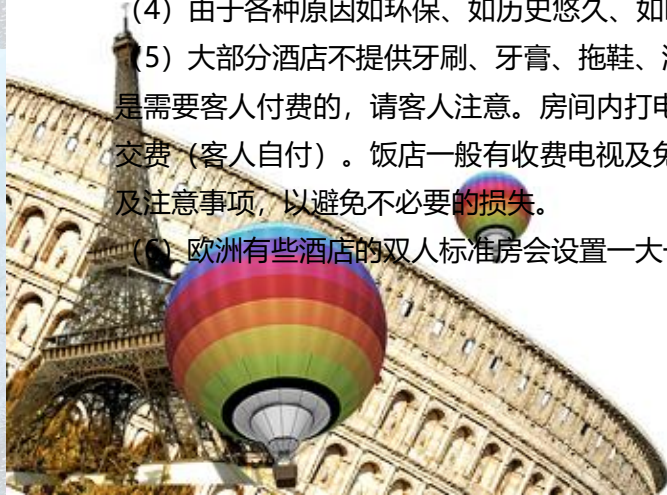 (4）由于各种原因如环保、如历史悠久、如
(5）大部分酒店不提供牙刷、牙膏、拖鞋、
是需要客人付费的，请客人注意。房间内打电
交费（客人自付）。饭店一般有收费电视及免
及注意事项，以避免不必要的损失。
(6）欧洲有些酒店的双人标准房会设置一大